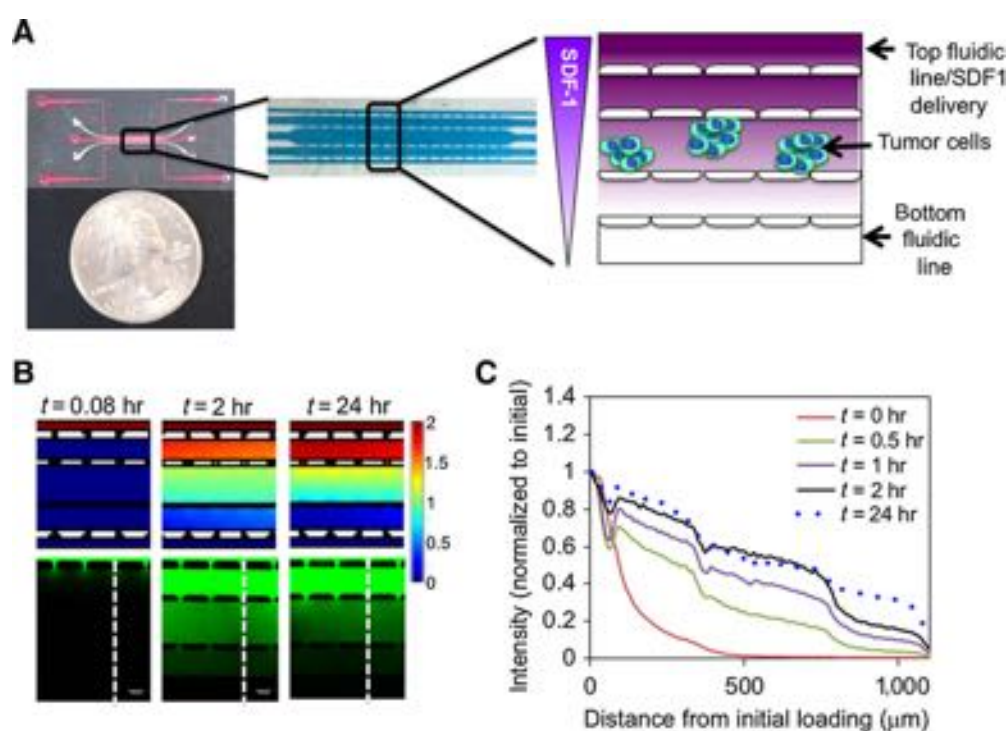 A
SDF-1
Top fluidic
line/SDF1
delivery
Tumor cells
Bottom
fluidic
line
B
t = 0.08 hr
t = 2 hr
t = 24 hr
2
1.5
1
0.5
0
C
Intensity (normalized to initial)
1.4
1.2
1
0.8
0.6
0.4
0.2
0
t = 0 hr
t = 0.5 hr
t = 1 hr
t = 2 hr
t = 24 hr
0
500
1,000
Distance from initial loading (μm)